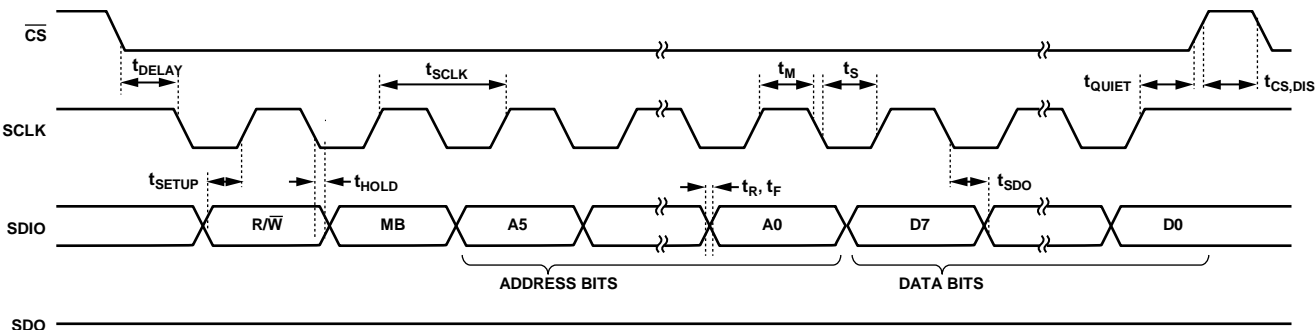 CS
tDELAY
tSCLK
tM
tS
tQUIET
tCS,DIS
SCLK
tSETUP
tHOLD
tR, tF
tSDO
SDIO
R/W
MB
A5
A0
D7
D0
ADDRESS BITS
DATA BITS
SDO